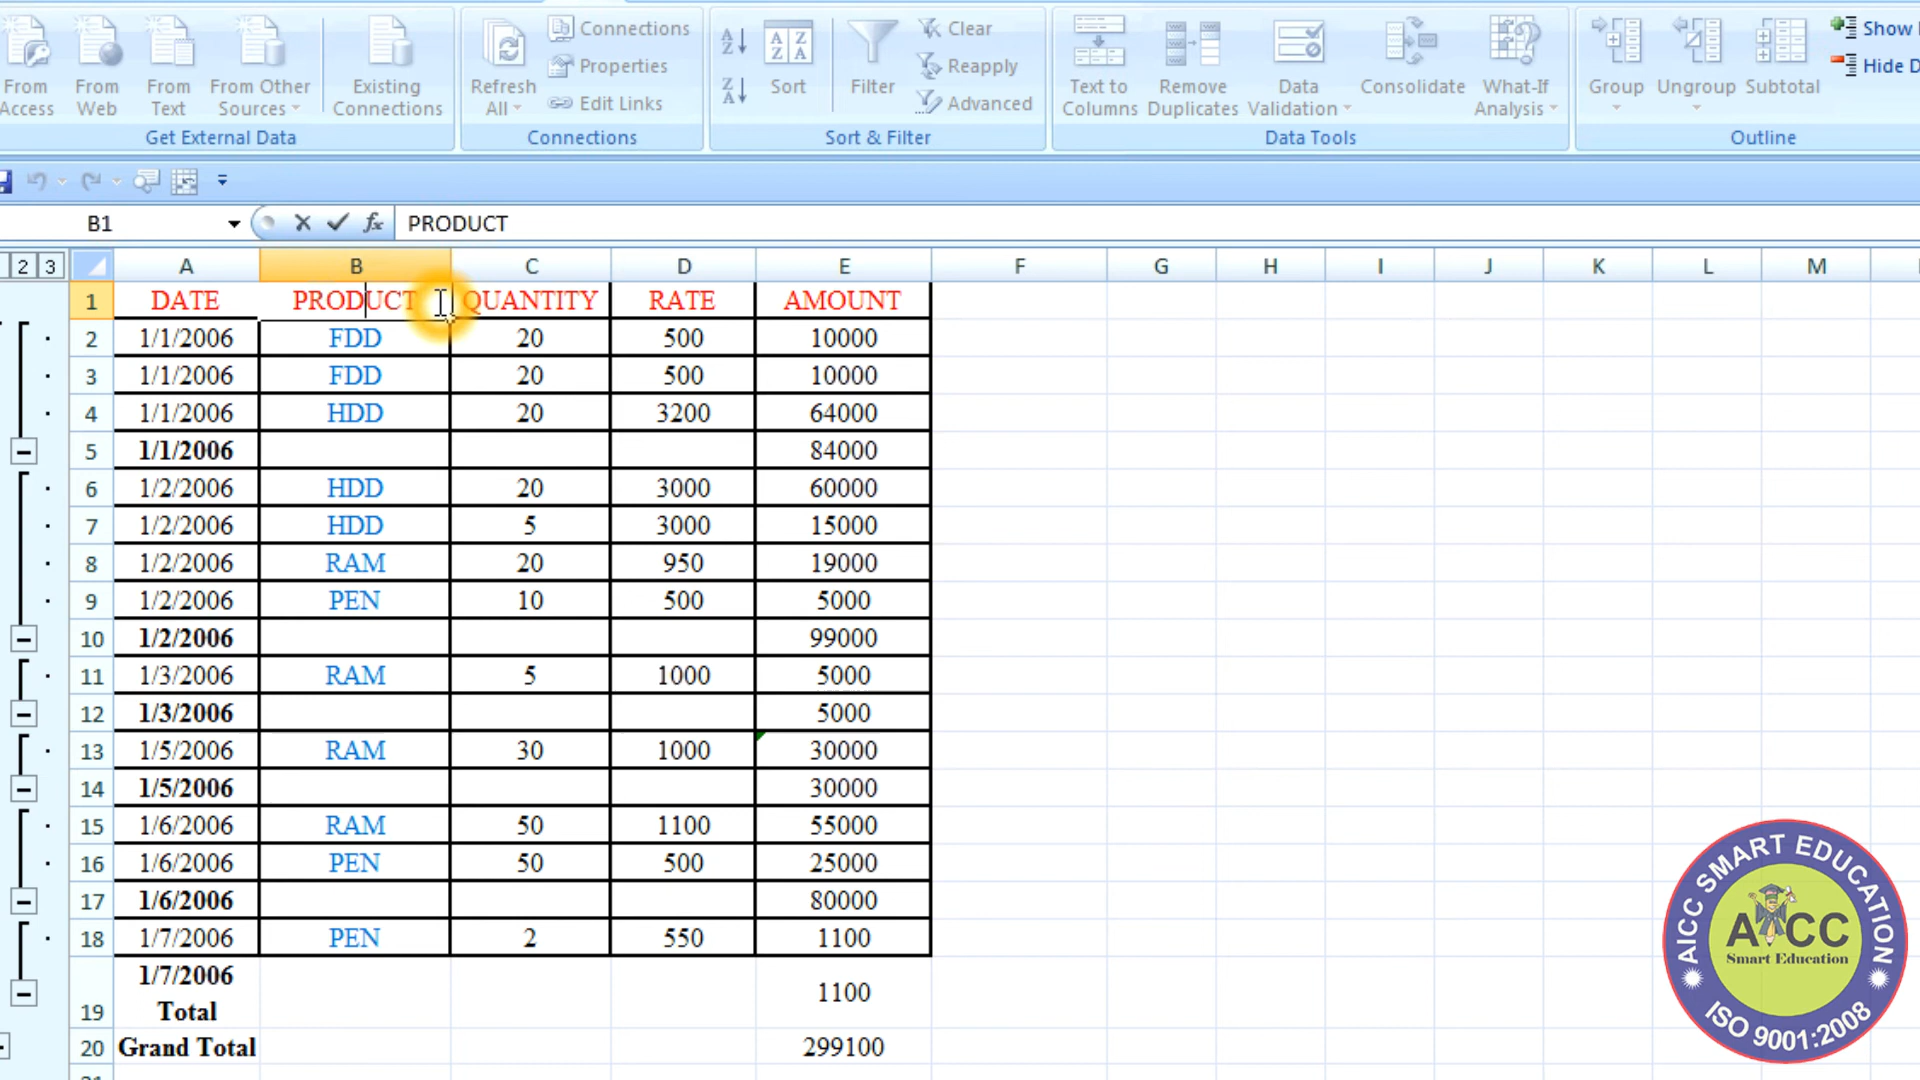 From Access
From Web
From Text
From Other Sources
Existing Connections
Get External Data
Refresh All
Connections
Properties
Edit Links
Connections
Sort
Filter
Clear
Reapply
Advanced
Sort & Filter
Text to Columns
Remove Duplicates
Data Validation
Consolidate
What-If Analysis
Data Tools
Group
Ungroup
Subtotal
Show
Hide D
Outline
B1 fx PRODUCT
2 3 A B C D E F G H I J K L M
1 DATE PRODUCT QUANTITY RATE AMOUNT
2 1/1/2006 FDD 20 500 10000
3 1/1/2006 FDD 20 500 10000
4 1/1/2006 HDD 20 3200 64000
5 1/1/2006 84000
6 1/2/2006 HDD 20 3000 60000
7 1/2/2006 HDD 5 3000 15000
8 1/2/2006 RAM 20 950 19000
9 1/2/2006 PEN 10 500 5000
10 1/2/2006 99000
11 1/3/2006 RAM 5 1000 5000
12 1/3/2006 5000
13 1/5/2006 RAM 30 1000 30000
14 1/5/2006 30000
15 1/6/2006 RAM 50 1100 55000
16 1/6/2006 PEN 50 500 25000
17 1/6/2006 80000
18 1/7/2006 PEN 2 550 1100
19 1/7/2006 Total 1100
20 Grand Total 299100
AICC SMART EDUCATION
AICC
Smart Education
ISO 9001:2008